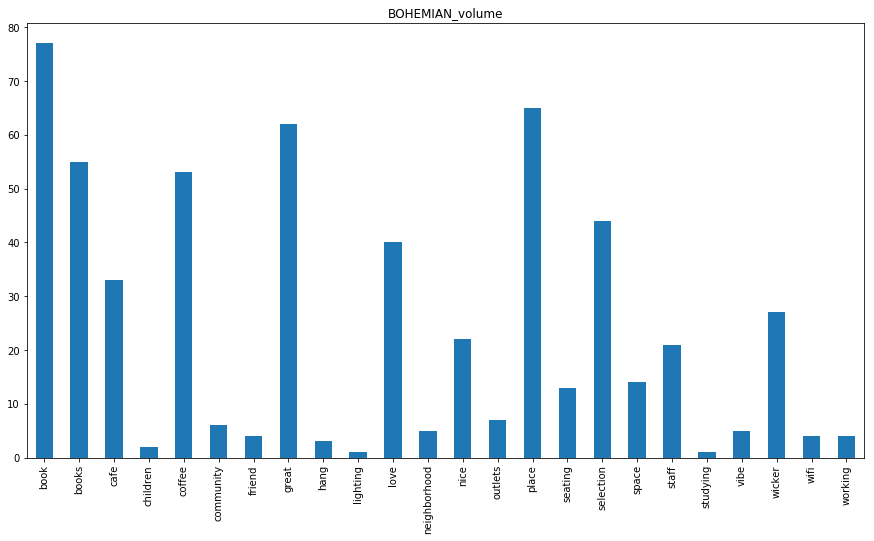 BOHEMIAN_volume
80
70
60
50
40
30
20
10
0
book
books
cafe
children
coffee
community
friend
great
hang
lighting
love
neighborhood
nice
outlets
place
seating
selection
space
staff
studying
vibe
wicker
wifi
working